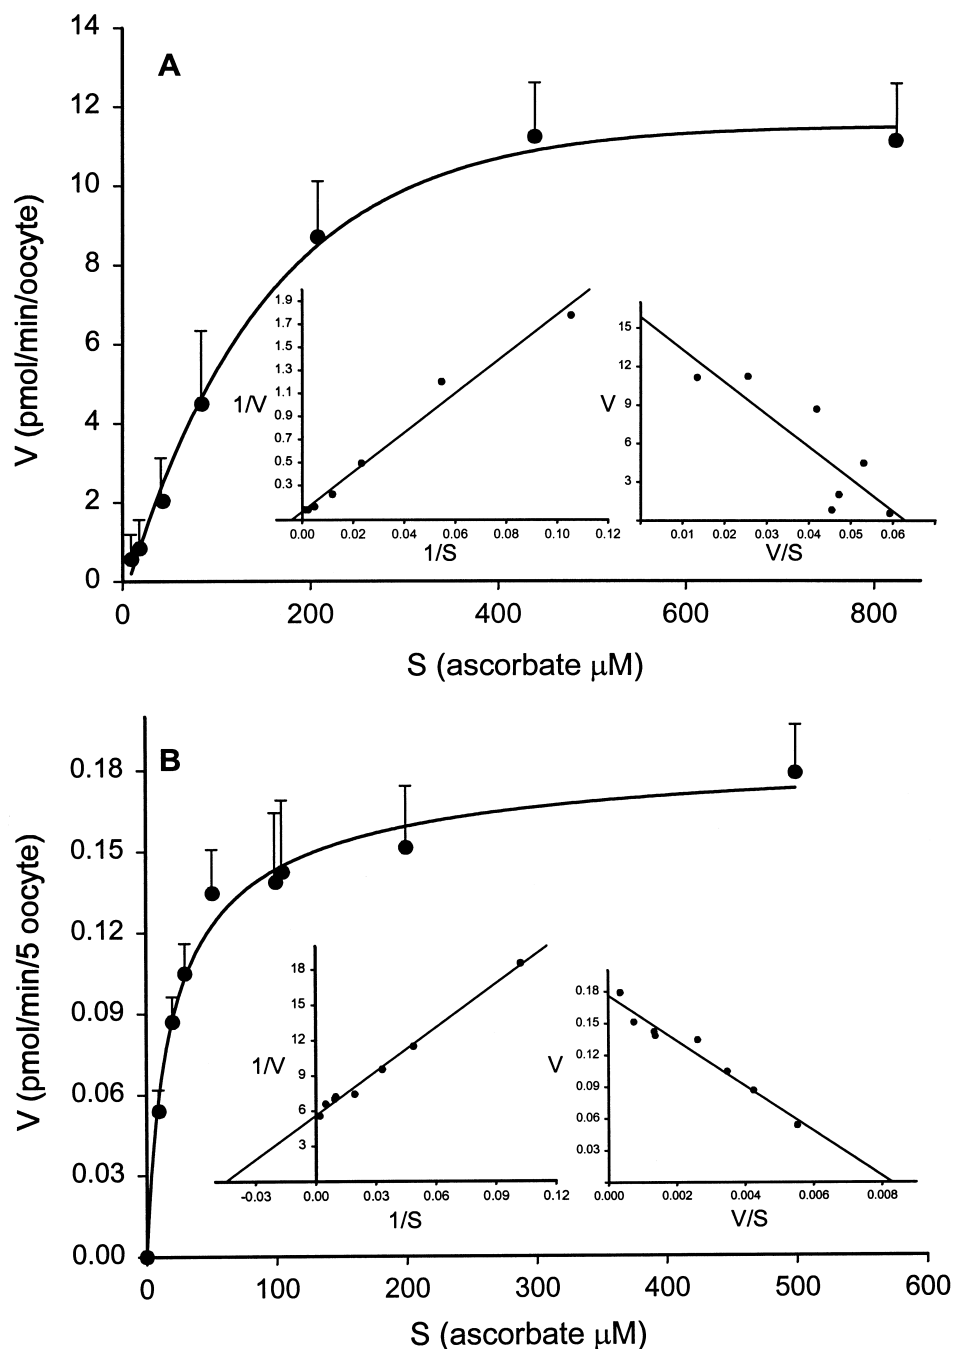 A
V (pmol/min/oocyte)
14
12
10
8
6
4
2
0
0 200 400 600 800
S (ascorbate μM)
1/V
1.9
1.7
1.5
1.3
1.1
0.9
0.7
0.5
0.3
0.00 0.02 0.04 0.06 0.08 0.10 0.12
1/S
V
15
12
9
6
3
0.01 0.02 0.03 0.04 0.05 0.06
V/S
B
V (pmol/min/5 oocyte)
0.18
0.15
0.12
0.09
0.06
0.03
0.00
0 100 200 300 400 500 600
S (ascorbate μM)
1/V
18
15
12
9
6
3
-0.03 0.00 0.03 0.06 0.09 0.12
1/S
V
0.18
0.15
0.12
0.09
0.06
0.03
0.000 0.002 0.004 0.006 0.008
V/S